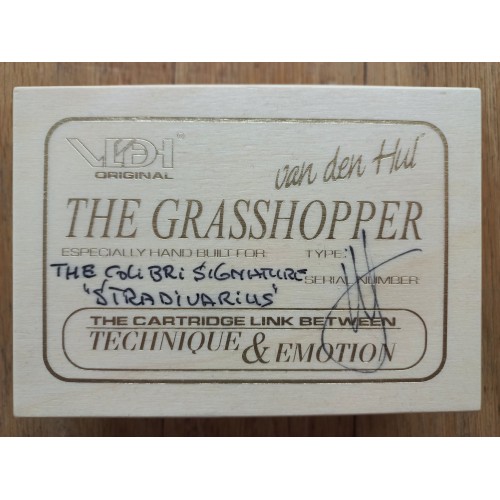 VDH™ van den Hul
ORIGINAL
THE GRASSHOPPER
ESPECIALLY HAND BUILT FOR: TYPE:
THE COLIBRI SIGNATURE SERIAL NUMBER
"STRADIVARIUS"
THE CARTRIDGE LINK BETWEEN
TECHNIQUE & EMOTION